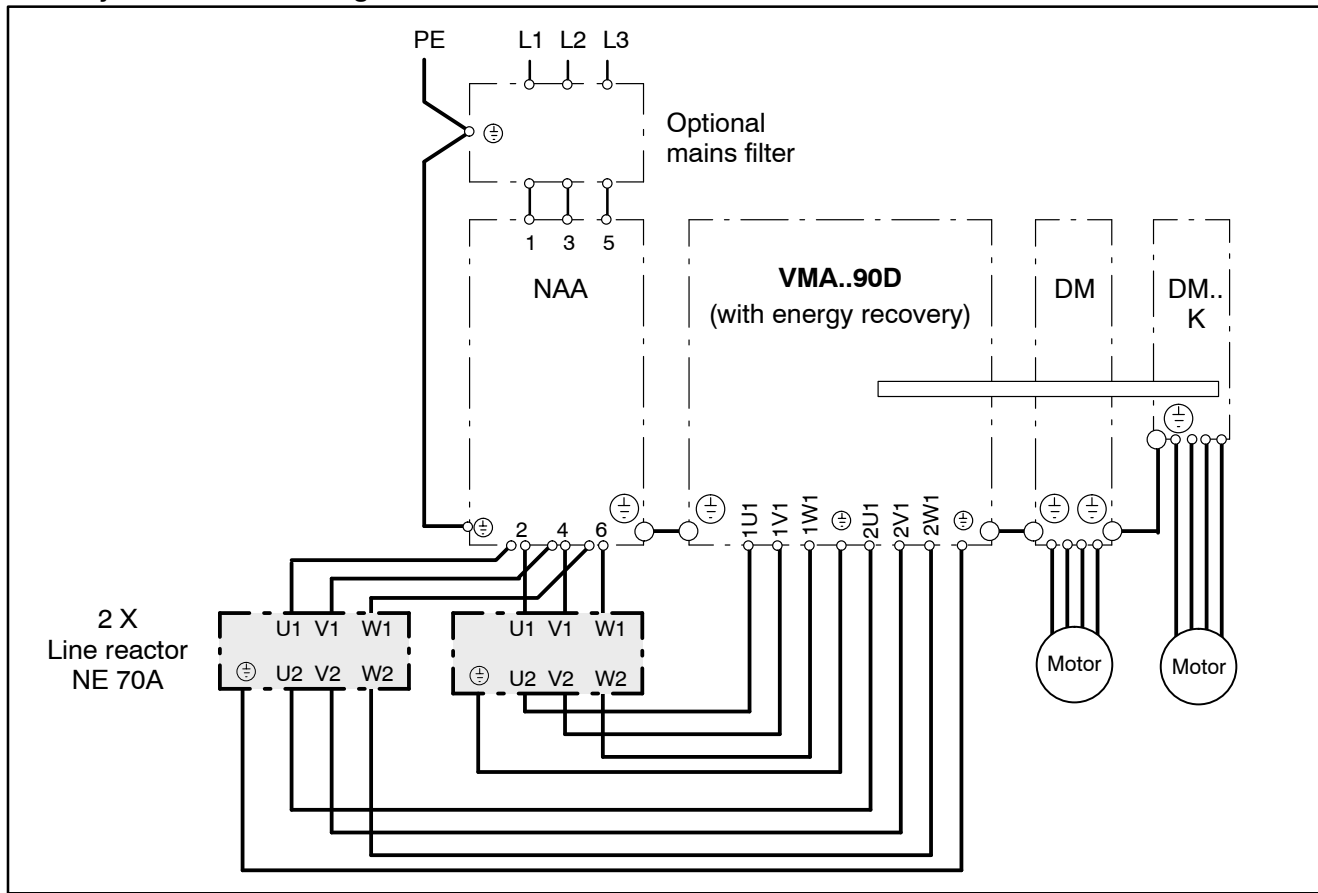 PE L1 L2 L3
Optional
mains filter
1 3 5
NAA
VMA..90D
(with energy recovery)
DM
DM..
K
2 4 6
1U1 1V1 1W1 2U1 2V1 2W1
2 X
Line reactor
NE 70A
U1 V1 W1
U2 V2 W2
U1 V1 W1
U2 V2 W2
Motor
Motor